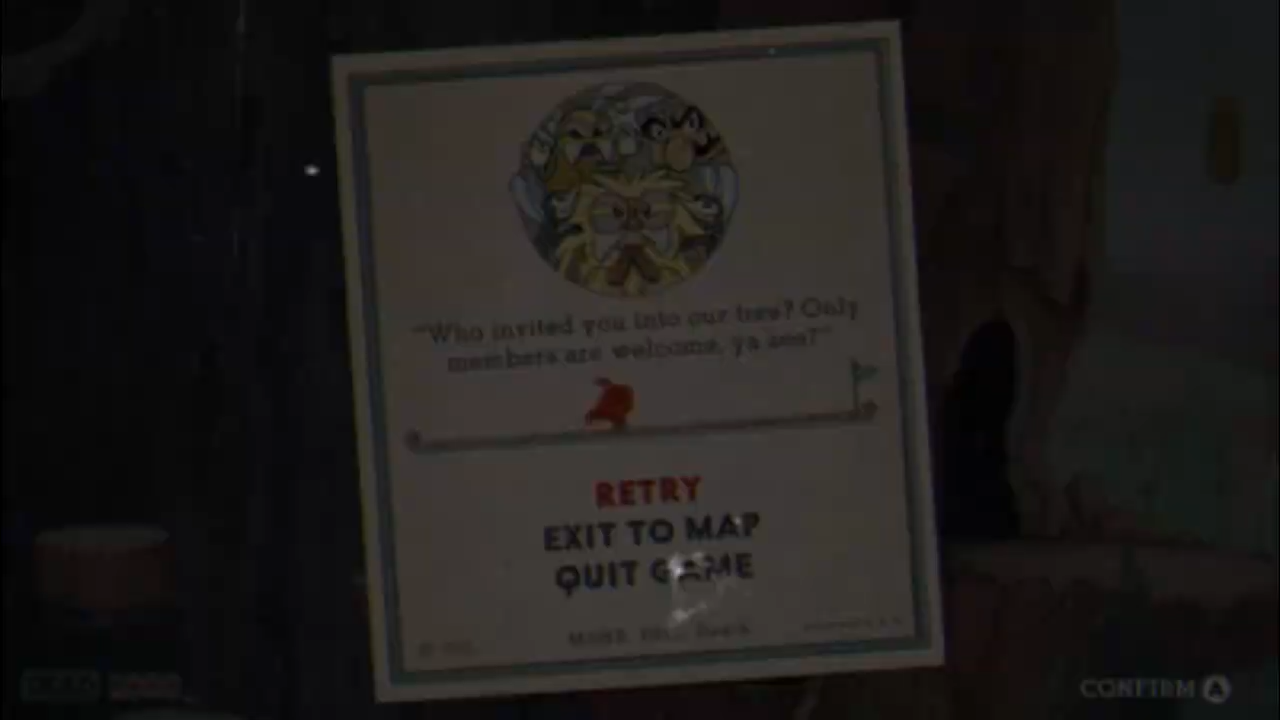 "Who invited you into our tree? Only
members are welcome, ya see?"
RETRY
EXIT TO MAP
QUIT GAME
CONFIRM A